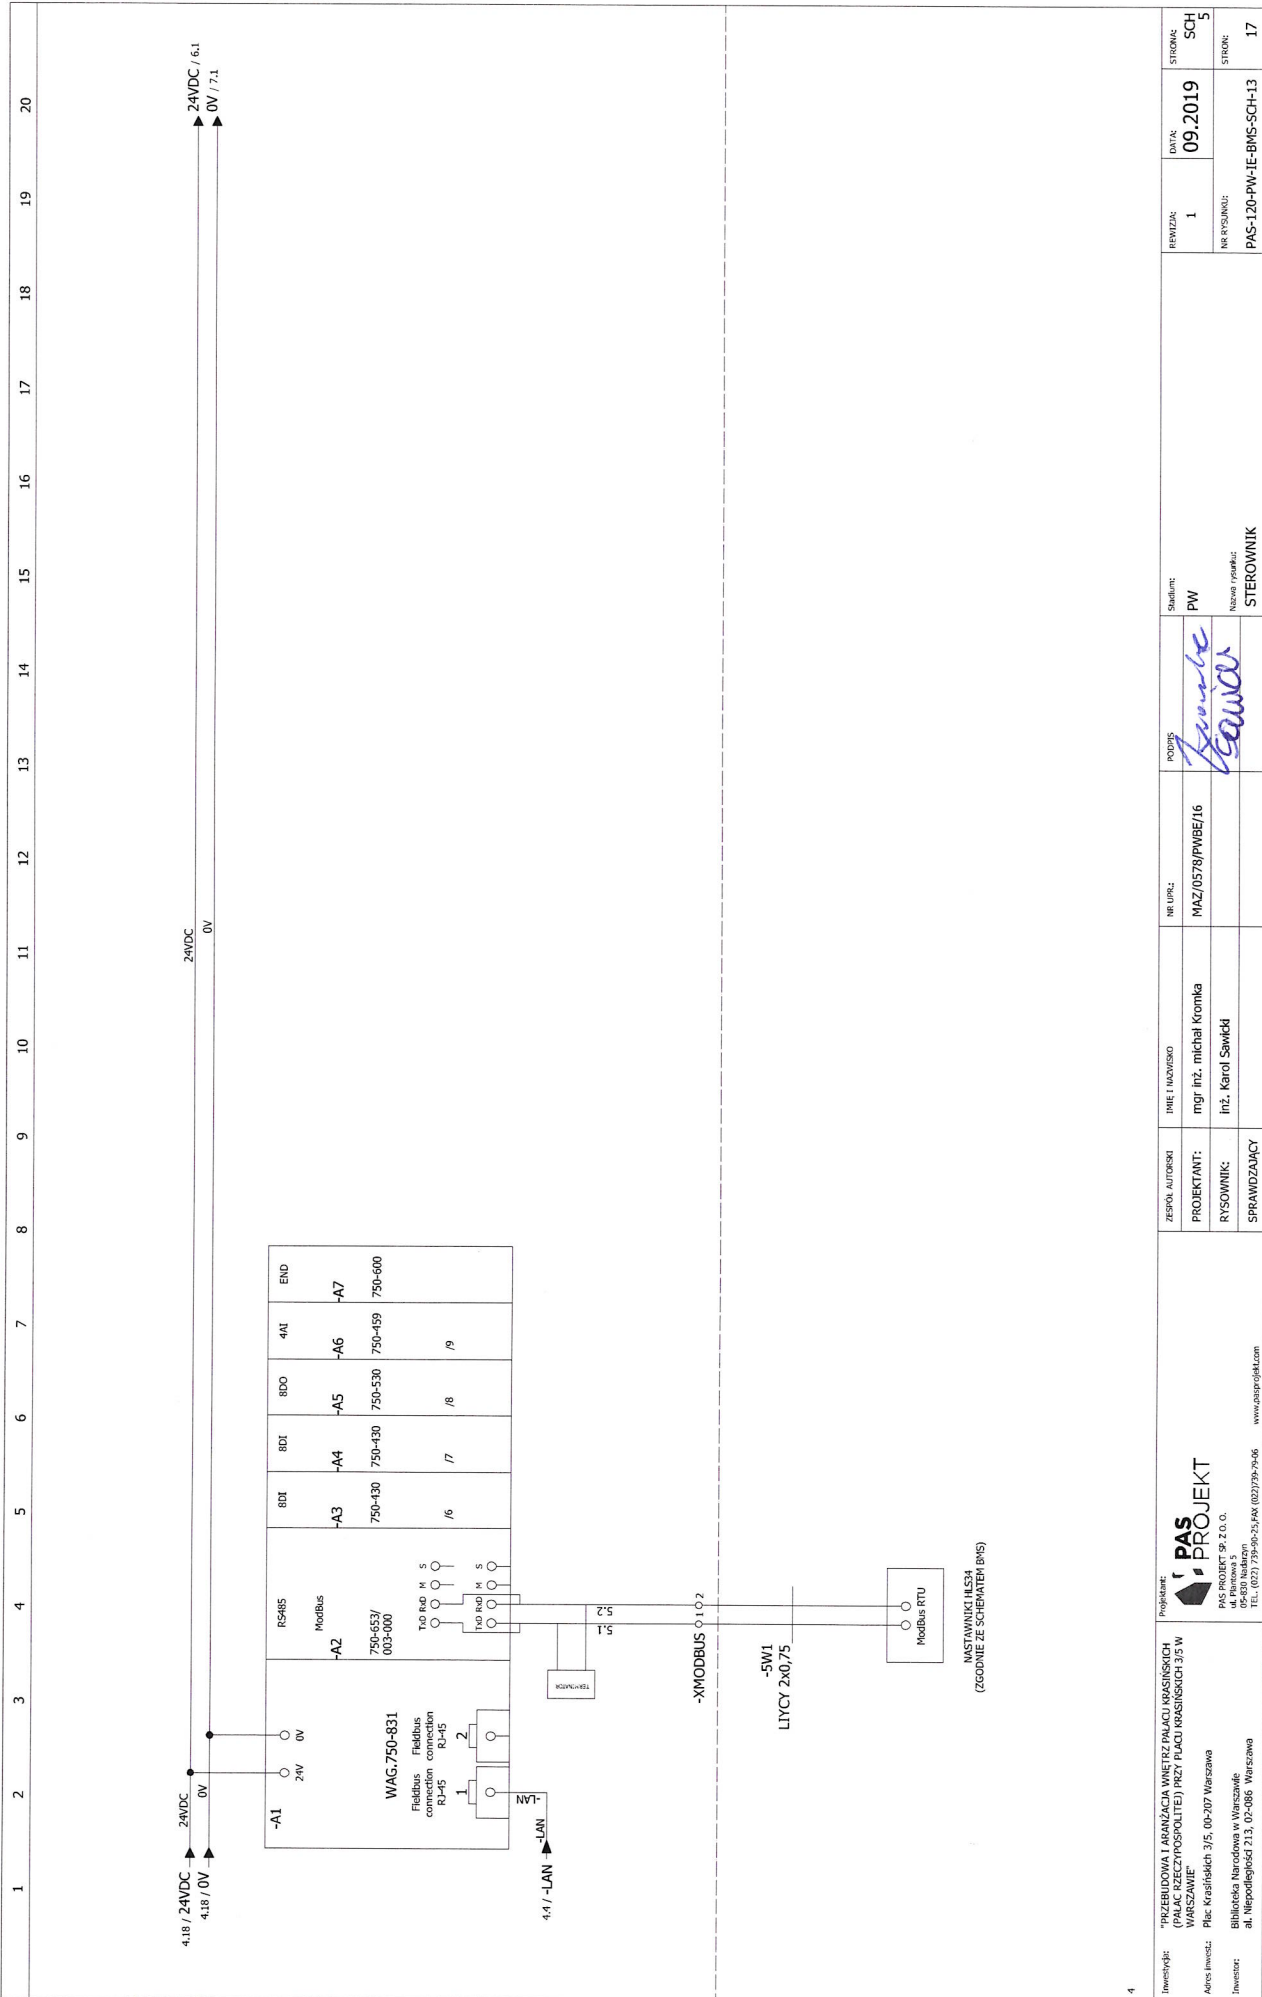 1 2 3 4 5 6 7 8 9 10 11 12 13 14 15 16 17 18 19 20
4.18 / 24VDC
24VDC
24VDC
24VDC / 6.1
4.18 / 0V
0V
0V
0V / 7.1
-A1
24V
0V
WAG.750-831
Fieldbus
connection
RJ-45
1
Fieldbus
connection
RJ-45
2
-LAN
-LAN
4.4 / -LAN
RS485
ModBus
-A2
750-653/
003-000
TxD RxD M S
TxD RxD M S
8DI
-A3
750-430
/6
8DI
-A4
750-430
/7
8DO
-A5
750-530
/8
4AI
-A6
750-459
/9
END
-A7
750-600
TERMINATOR
5.1
5.2
-XMODBUS
1
2
-5W1
LIYCY 2x0,75
ModBus RTU
NASTAWNIKI HLS34
(ZGODNIE ZE SCHEMATEM BMS)
4
Inwestycja:
"PRZEBUDOWA I ARANŻACJA WNĘTRZ PAŁACU KRASIŃSKICH
(PAŁAC RZECZYPOSPOLITEJ) PRZY PLACU KRASIŃSKICH 3/5 W
WARSZAWIE"
Adres inwest.:
Plac Krasińskich 3/5, 00-207 Warszawa
Inwestor:
Biblioteka Narodowa w Warszawie
al. Niepodległości 213, 02-086 Warszawa
Projektant:
PAS
PROJEKT
PAS PROJEKT SP. Z O. O.
ul. Plantowa 5
05-830 Nadarzyn
TEL. (022) 739-90-25,FAX (022)739-79-06
www.pasprojekt.com
ZESPÓŁ AUTORSKI
IMIĘ I NAZWISKO
NR UPR.:
PODPIS
PROJEKTANT:
mgr inż. michał Kromka
MAZ/0578/PWBE/16
RYSOWNIK:
inż. Karol Sawicki
SPRAWDZAJĄCY
Stadium:
PW
Nazwa rysunku:
STEROWNIK
REWIZJA:
1
DATA:
09.2019
STRONA:
SCH
5
NR RYSUNKU:
PAS-120-PW-IE-BMS-SCH-13
STRON:
17